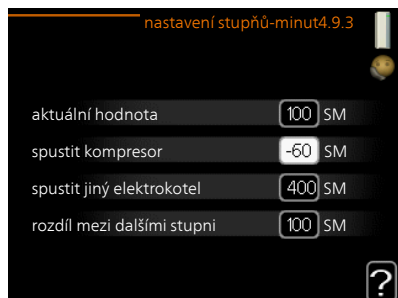 nastavení stupňů-minut4.9.3
aktuální hodnota 100 SM
spustit kompresor -60 SM
spustit jiný elektrokotel 400 SM
rozdíl mezi dalšími stupni 100 SM
?